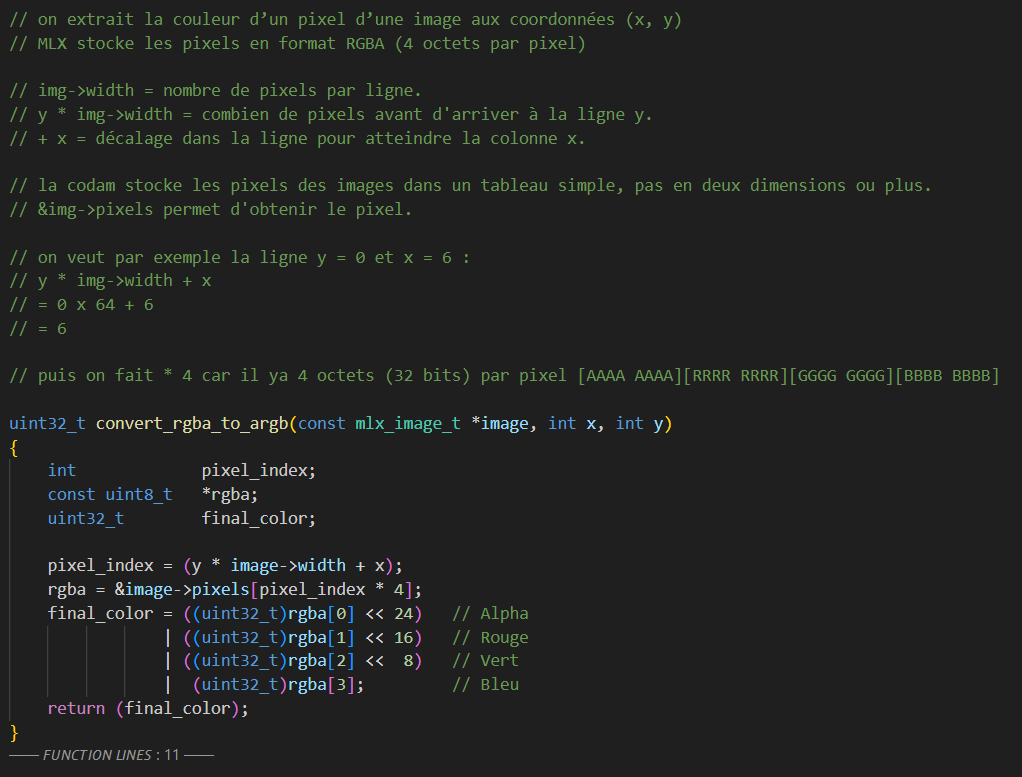 // on extrait la couleur d’un pixel d’une image aux coordonnées (x, y)
// MLX stocke les pixels en format RGBA (4 octets par pixel)
// img->width = nombre de pixels par ligne.
// y * img->width = combien de pixels avant d'arriver à la ligne y.
// + x = décalage dans la ligne pour atteindre la colonne x.
// la codam stocke les pixels des images dans un tableau simple, pas en deux dimensions ou plus.
// &img->pixels permet d'obtenir le pixel.
// on veut par exemple la ligne y = 0 et x = 6 :
// y * img->width + x
// = 0 x 64 + 6
// = 6
// puis on fait * 4 car il ya 4 octets (32 bits) par pixel [AAAA AAAA][RRRR RRRR][GGGG GGGG][BBBB BBBB]
uint32_t convert_rgba_to_argb(const mlx_image_t *image, int x, int y)
{
    int             pixel_index;
    const uint8_t   *rgba;
    uint32_t        final_color;
    pixel_index = (y * image->width + x);
    rgba = &image->pixels[pixel_index * 4];
    final_color = ((uint32_t)rgba[0] << 24)   // Alpha
                | ((uint32_t)rgba[1] << 16)   // Rouge
                | ((uint32_t)rgba[2] <<  8)   // Vert
                |  (uint32_t)rgba[3];         // Bleu
    return (final_color);
}
—— FUNCTION LINES : 11 ——